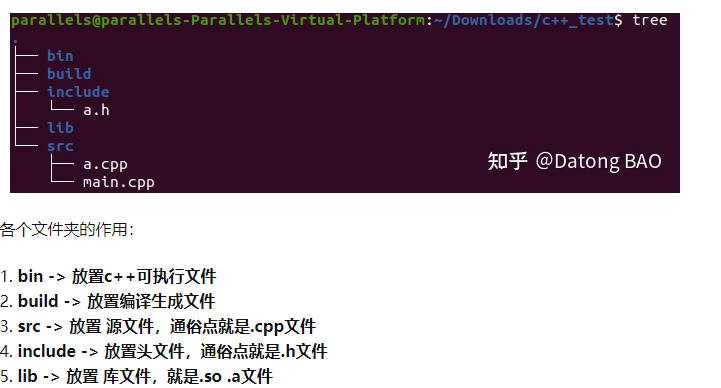 parallels@parallels-Parallels-Virtual-Platform:~/Downloads/c++_test$ tree
.
├── bin
├── build
├── include
│   └── a.h
├── lib
└── src
    ├── a.cpp
    └── main.cpp
知乎 @Datong BAO
各个文件夹的作用：
1. bin -> 放置c++可执行文件
2. build -> 放置编译生成文件
3. src -> 放置 源文件，通俗点就是.cpp文件
4. include -> 放置头文件，通俗点就是.h文件
5. lib -> 放置 库文件，就是.so .a文件